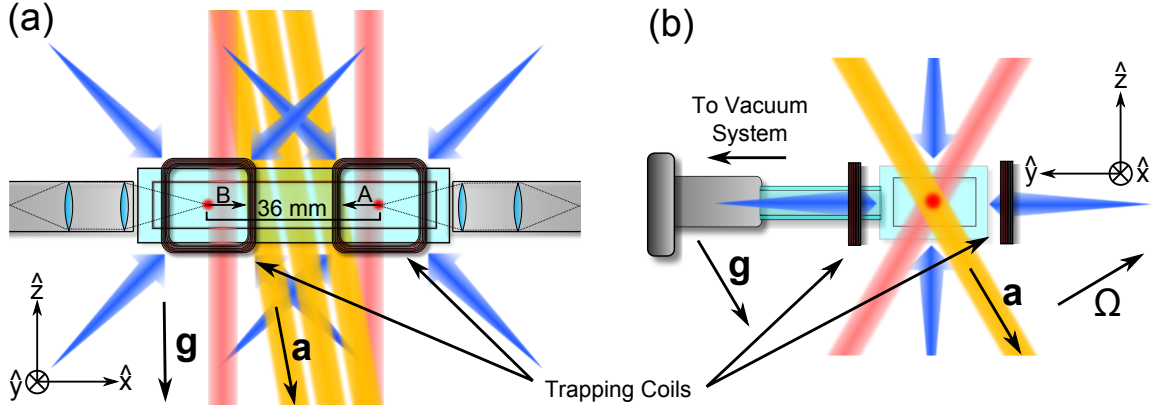 (a)
B
36 mm
A
ẑ
ŷ
x̂
g
a
Trapping Coils
(b)
To Vacuum
System
ẑ
ŷ
x̂
g
a
Ω